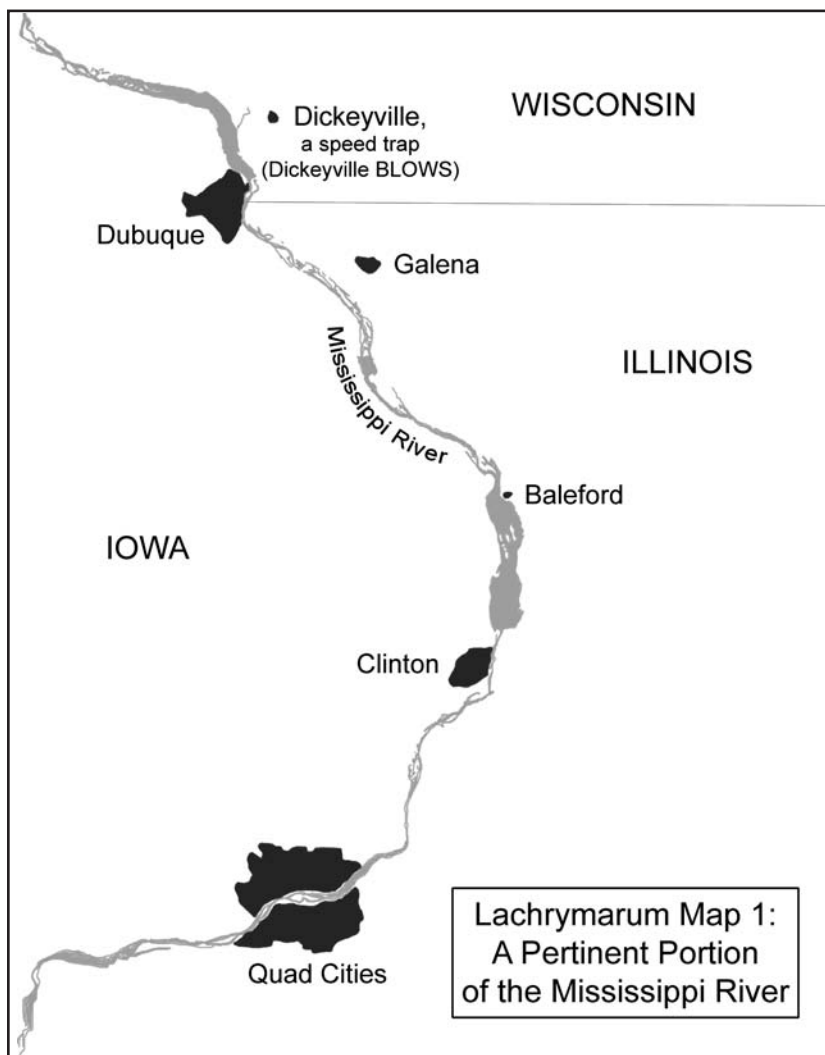 WISCONSIN
Dickeyville,
a speed trap
(Dickeyville BLOWS)
Dubuque
Galena
ILLINOIS
Mississippi River
Baleford
IOWA
Clinton
Quad Cities
Lachrymarum Map 1:
A Pertinent Portion
of the Mississippi River